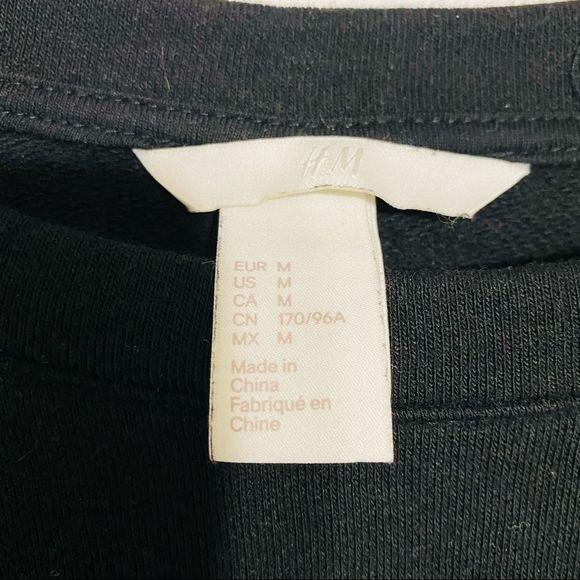 H&M
EUR M
US M
CA M
CN 170/96A
MX M
Made in
China
Fabriqué en
Chine